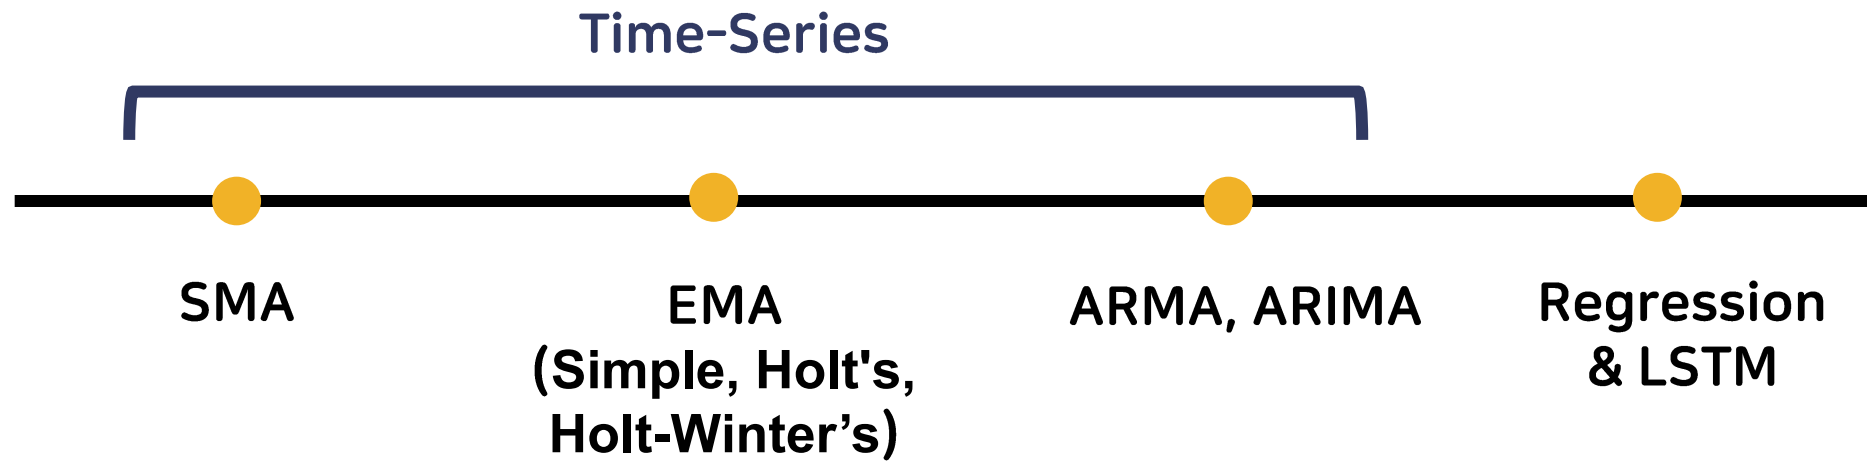 Time-Series
SMA
EMA
(Simple, Holt's,
Holt-Winter’s)
ARMA, ARIMA
Regression
& LSTM